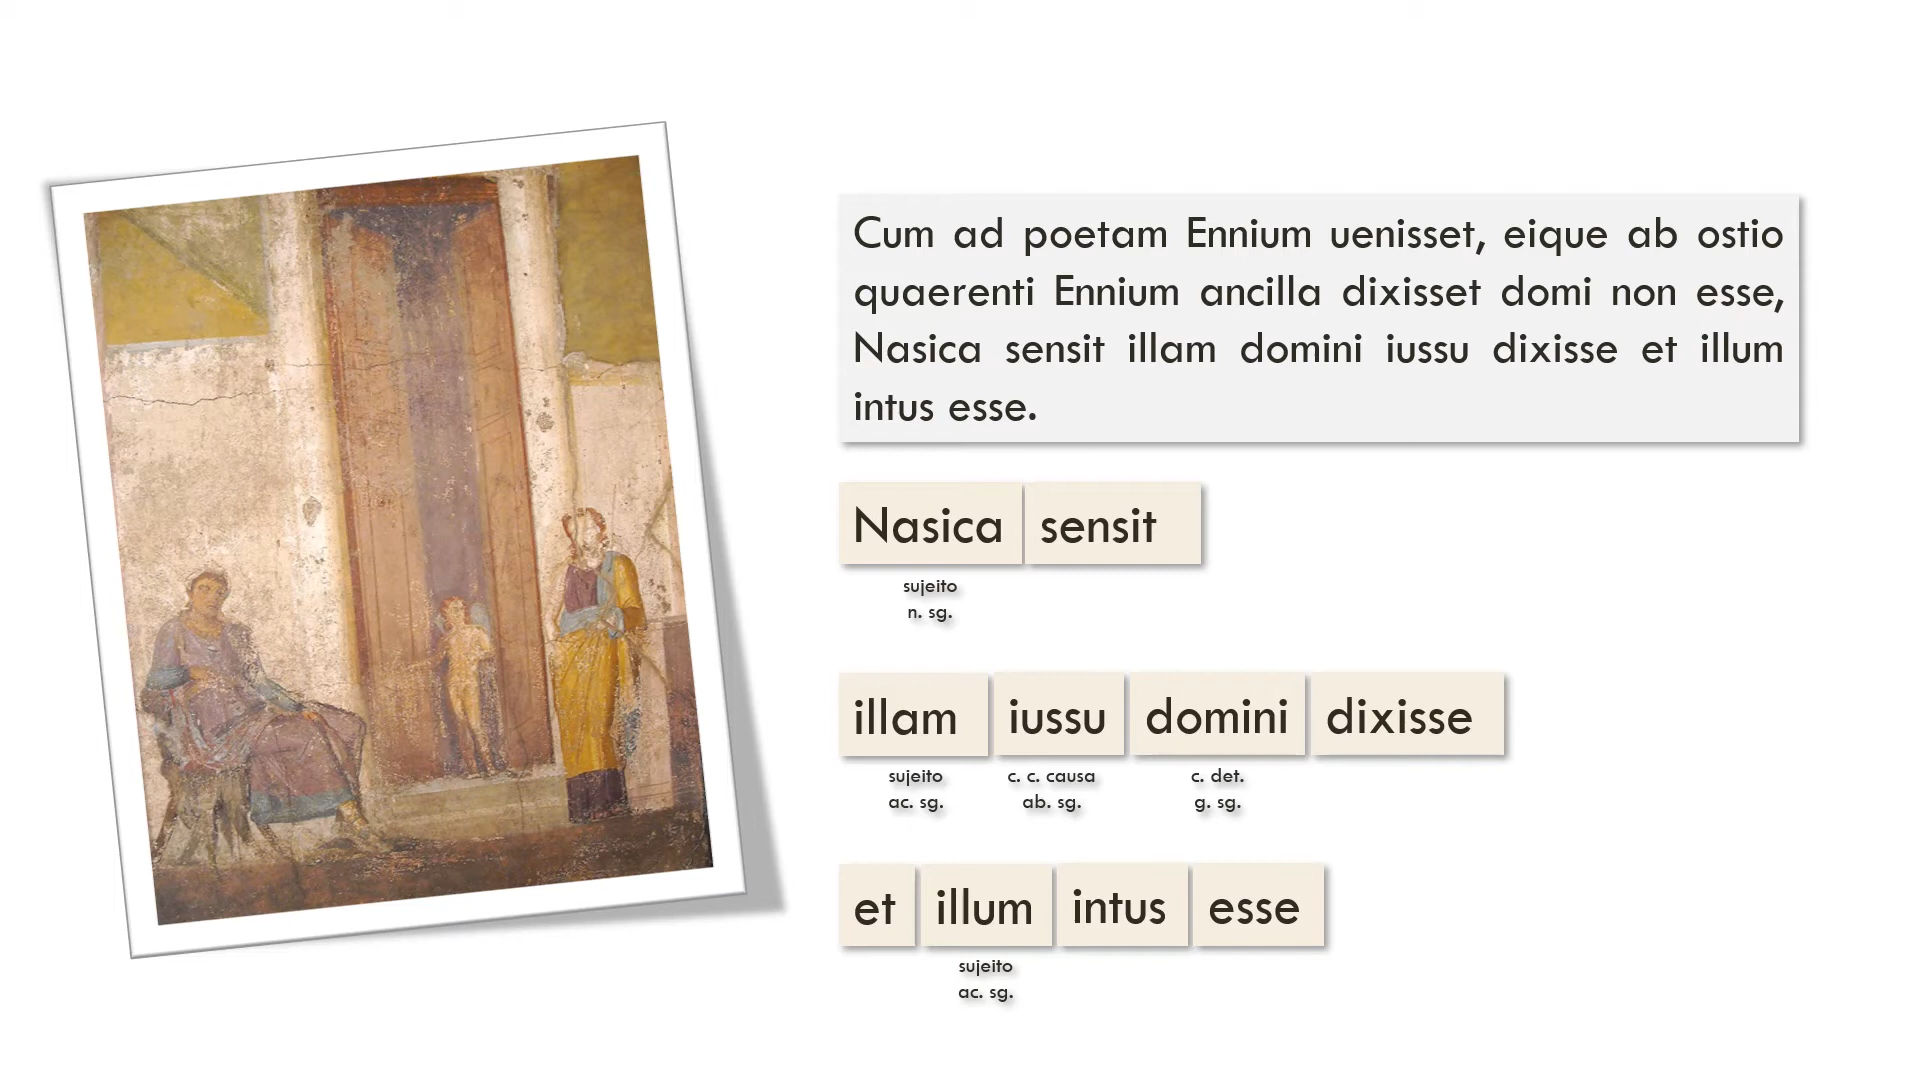 Cum ad poetam Ennium uenisset, eique ab ostio
quaerenti Ennium ancilla dixisset domi non esse,
Nasica sensit illam domini iussu dixisse et illum
intus esse.
Nasica sensit
sujeito
n. sg.
illam iussu domini dixisse
sujeito c. c. causa c. det.
ac. sg. ab. sg. g. sg.
et illum intus esse
sujeito
ac. sg.